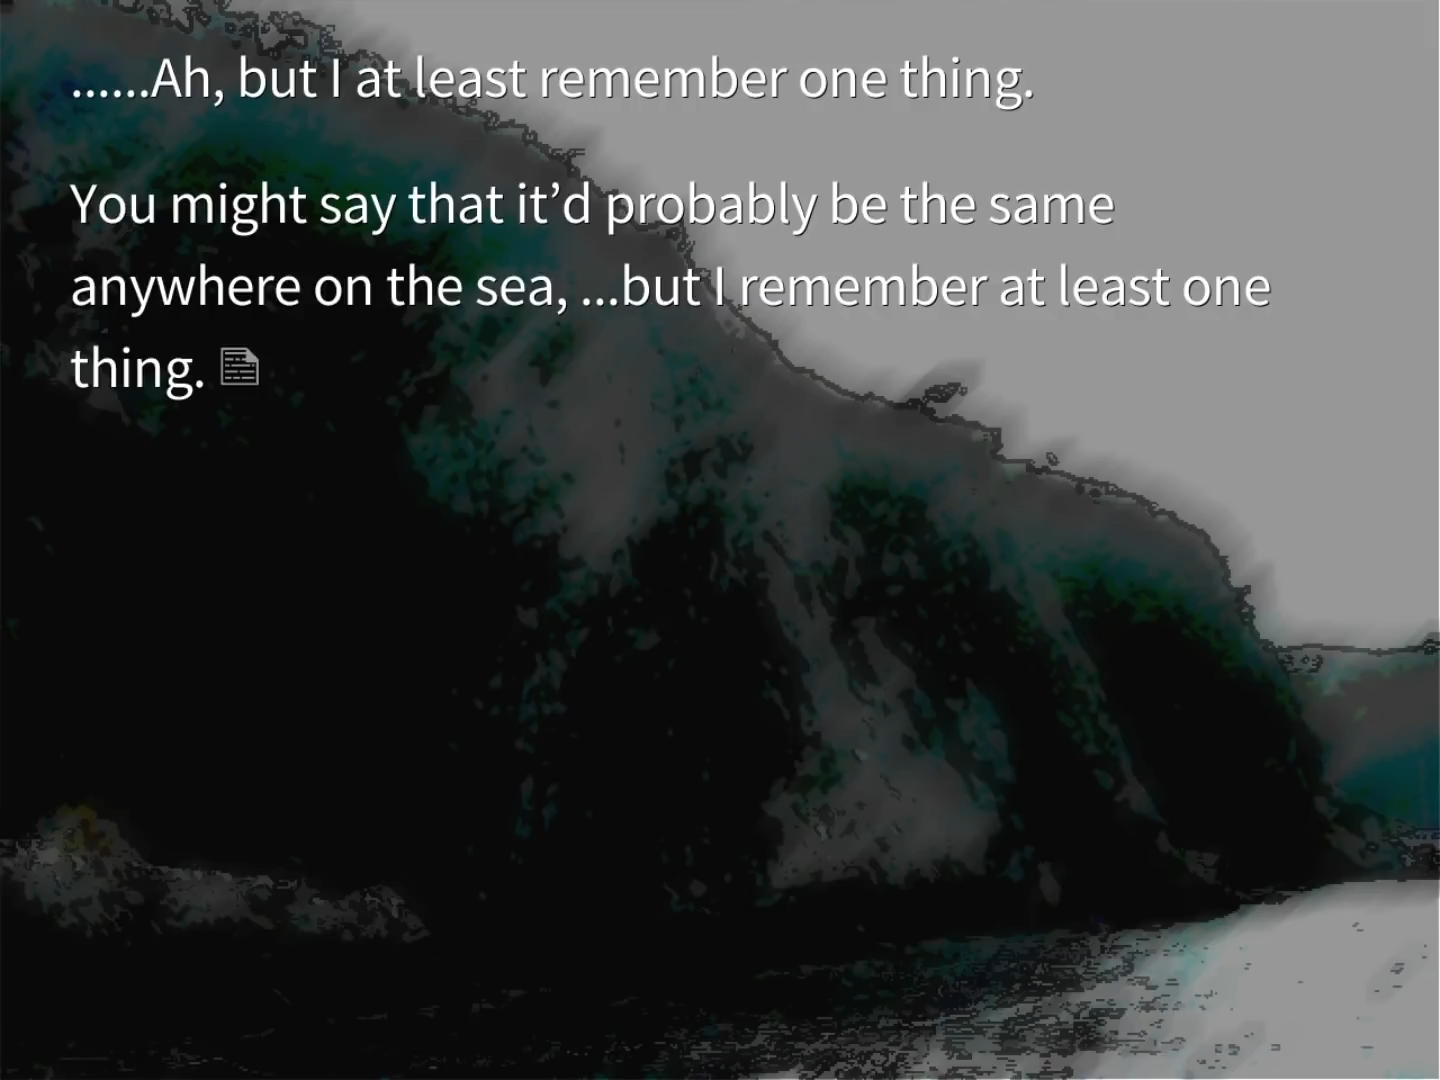 ......Ah, but I at least remember one thing.
You might say that it’d probably be the same
anywhere on the sea, ...but I remember at least one
thing.